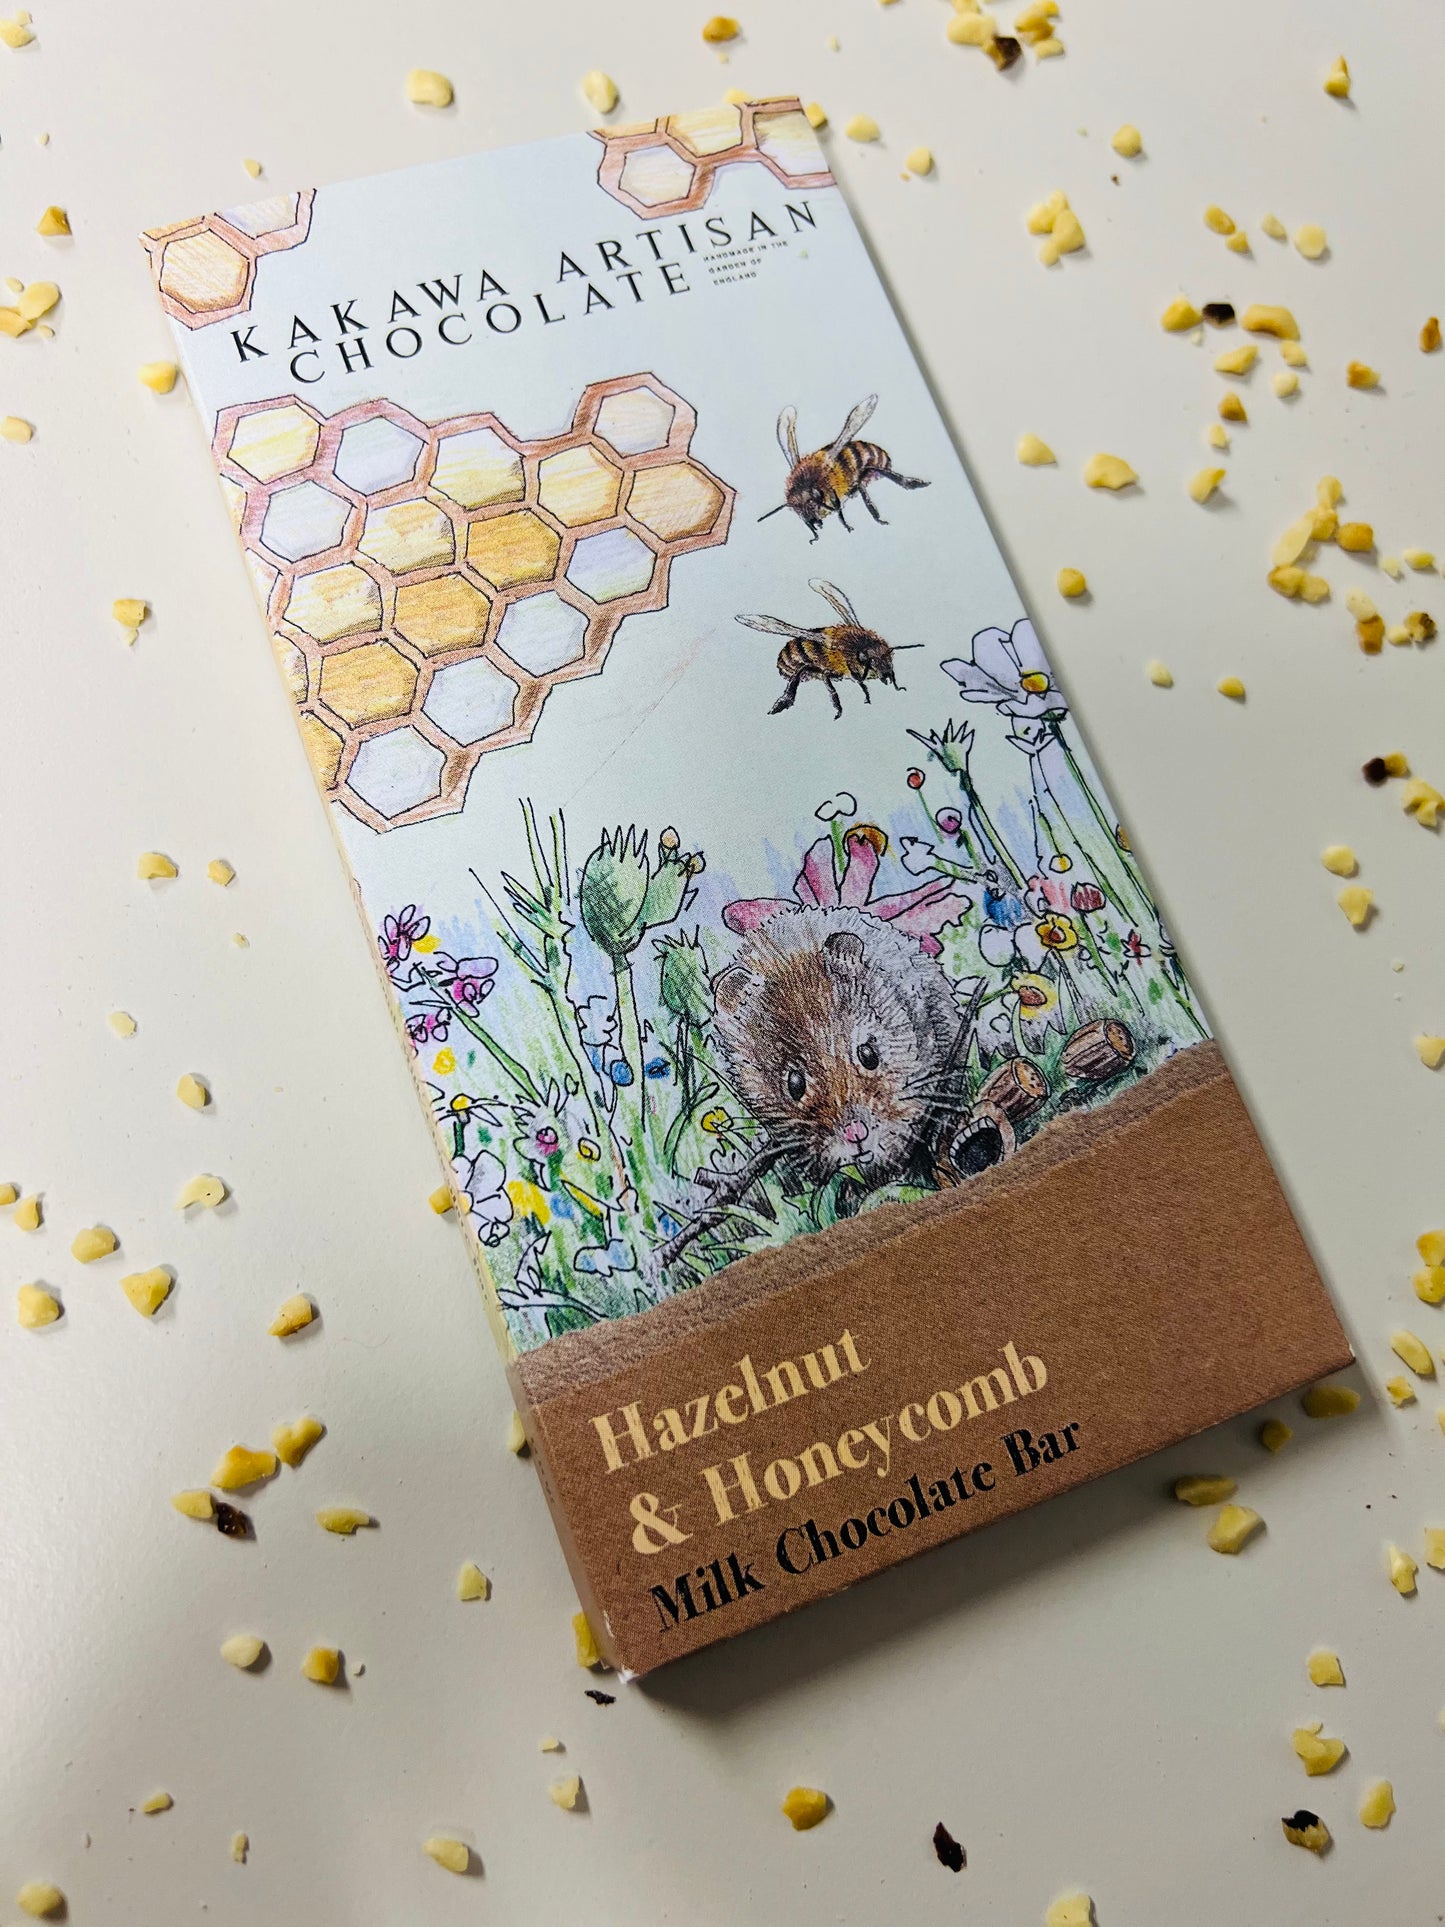 KAKAWA ARTISAN
CHOCOLATE
HANDMADE IN THE
GARDEN OF
ENGLAND
Hazelnut
& Honeycomb
Milk Chocolate Bar